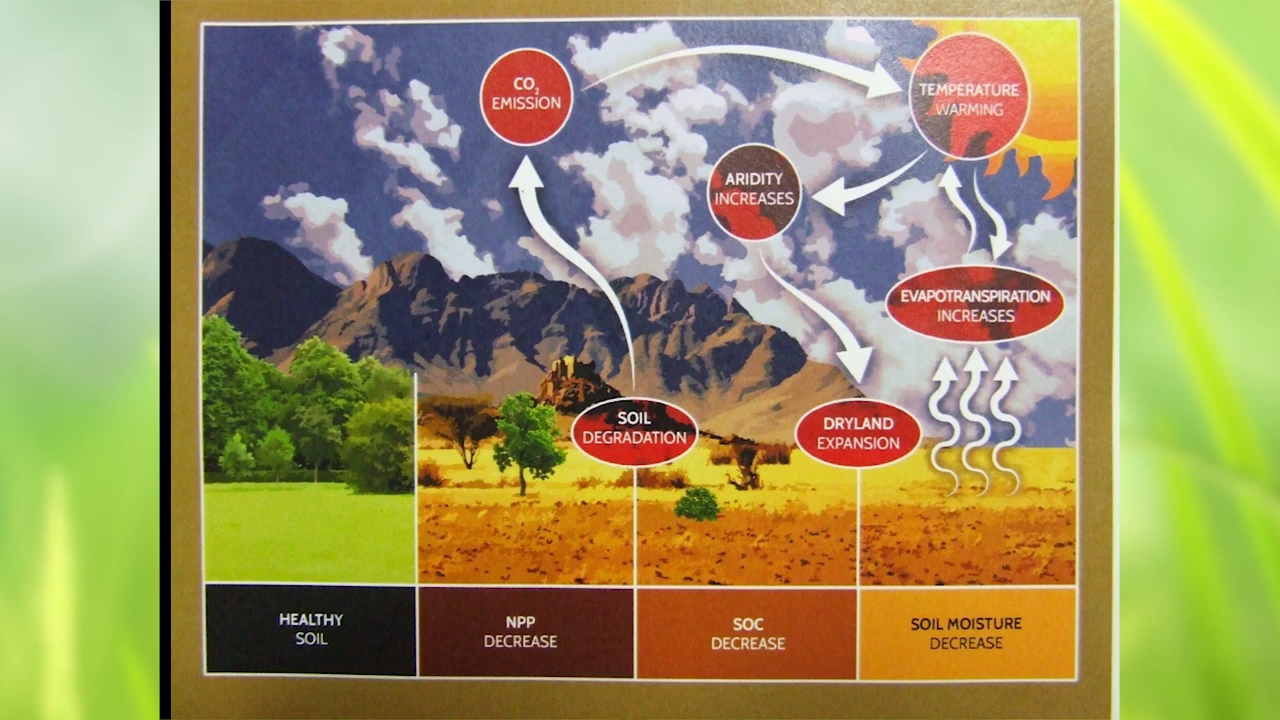 CO₂
EMISSION
TEMPERATURE
WARMING
ARIDITY
INCREASES
EVAPOTRANSPIRATION
INCREASES
SOIL
DEGRADATION
DRYLAND
EXPANSION
HEALTHY
SOIL
NPP
DECREASE
SOC
DECREASE
SOIL MOISTURE
DECREASE